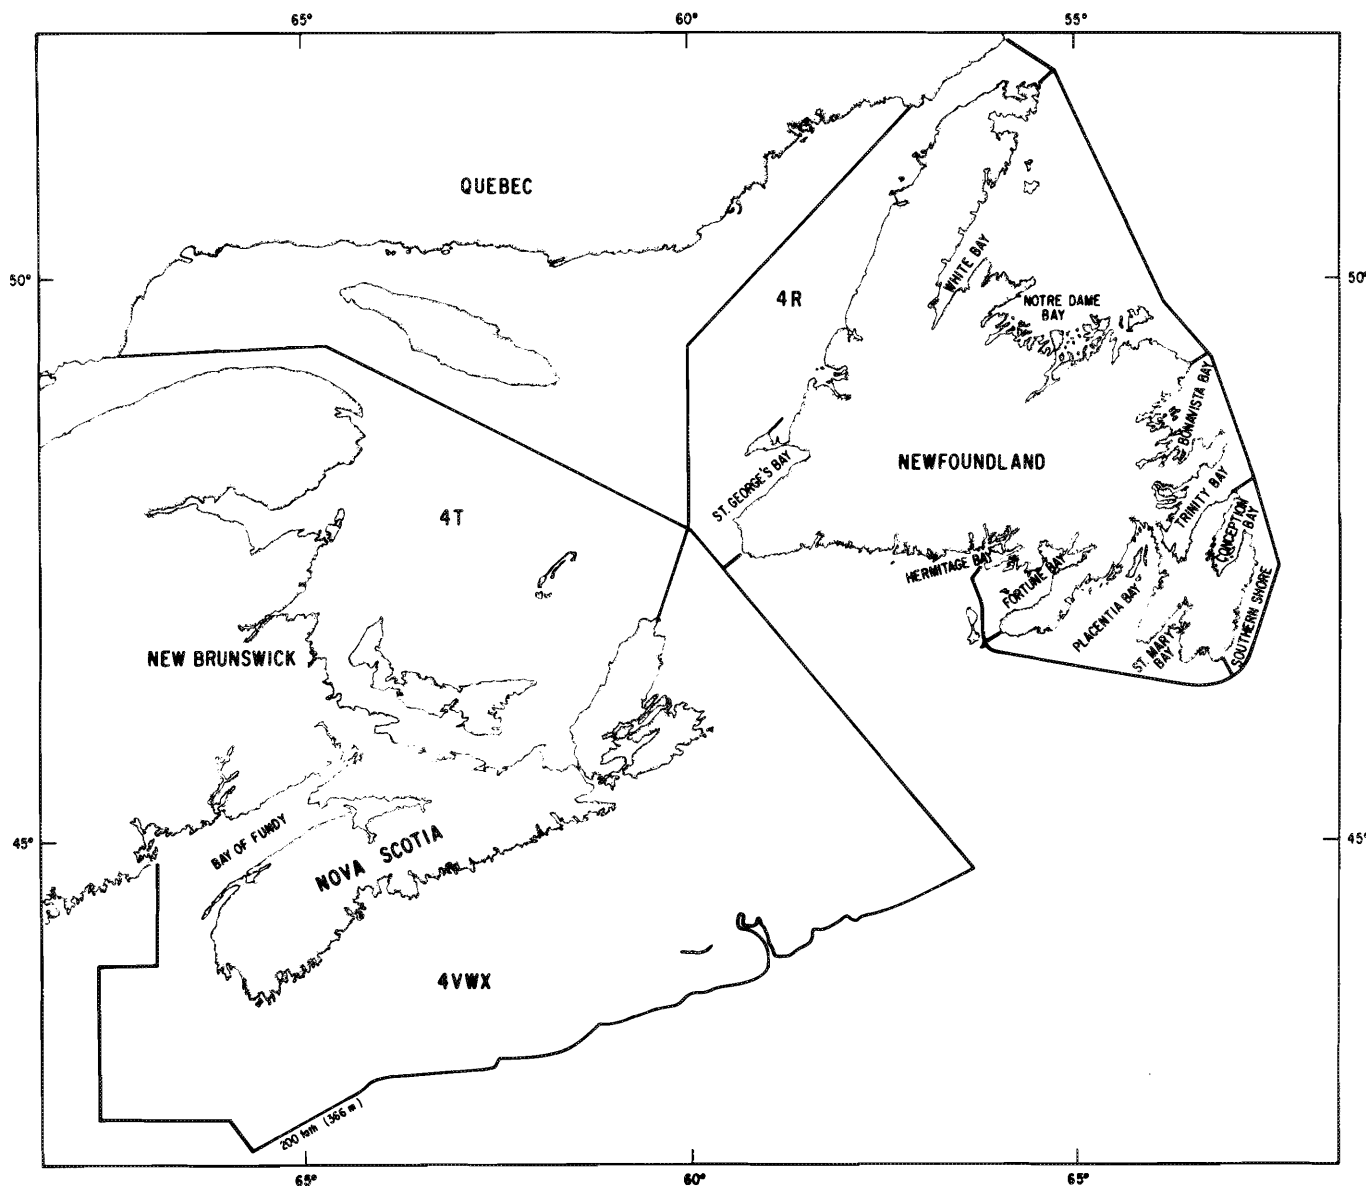 65°
60°
55°
QUEBEC
50°
50°
WHITE BAY
4R
NOTRE DAME
BAY
BONAVISTA BAY
NEWFOUNDLAND
ST. GEORGE'S BAY
TRINITY BAY
4T
CONCEPTION
BAY
HERMITAGE BAY
FORTUNE BAY
PLACENTIA BAY
ST. MARY'S
BAY
SOUTHERN SHORE
NEW BRUNSWICK
45°
45°
BAY OF FUNDY
NOVA SCOTIA
4VWX
200 fath (366 m)
65°
60°
65°